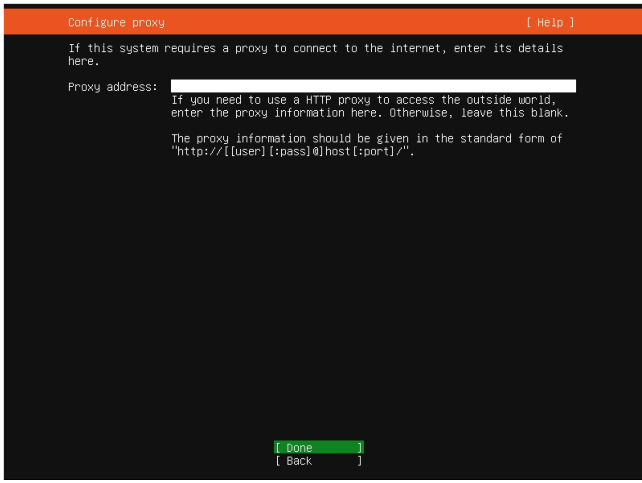 Configure proxy [ Help ]
If this system requires a proxy to connect to the internet, enter its details
here.
Proxy address:
If you need to use a HTTP proxy to access the outside world,
enter the proxy information here. Otherwise, leave this blank.
The proxy information should be given in the standard form of
"http://[[user][:pass]@]host[:port]/".
[ Done ]
[ Back ]